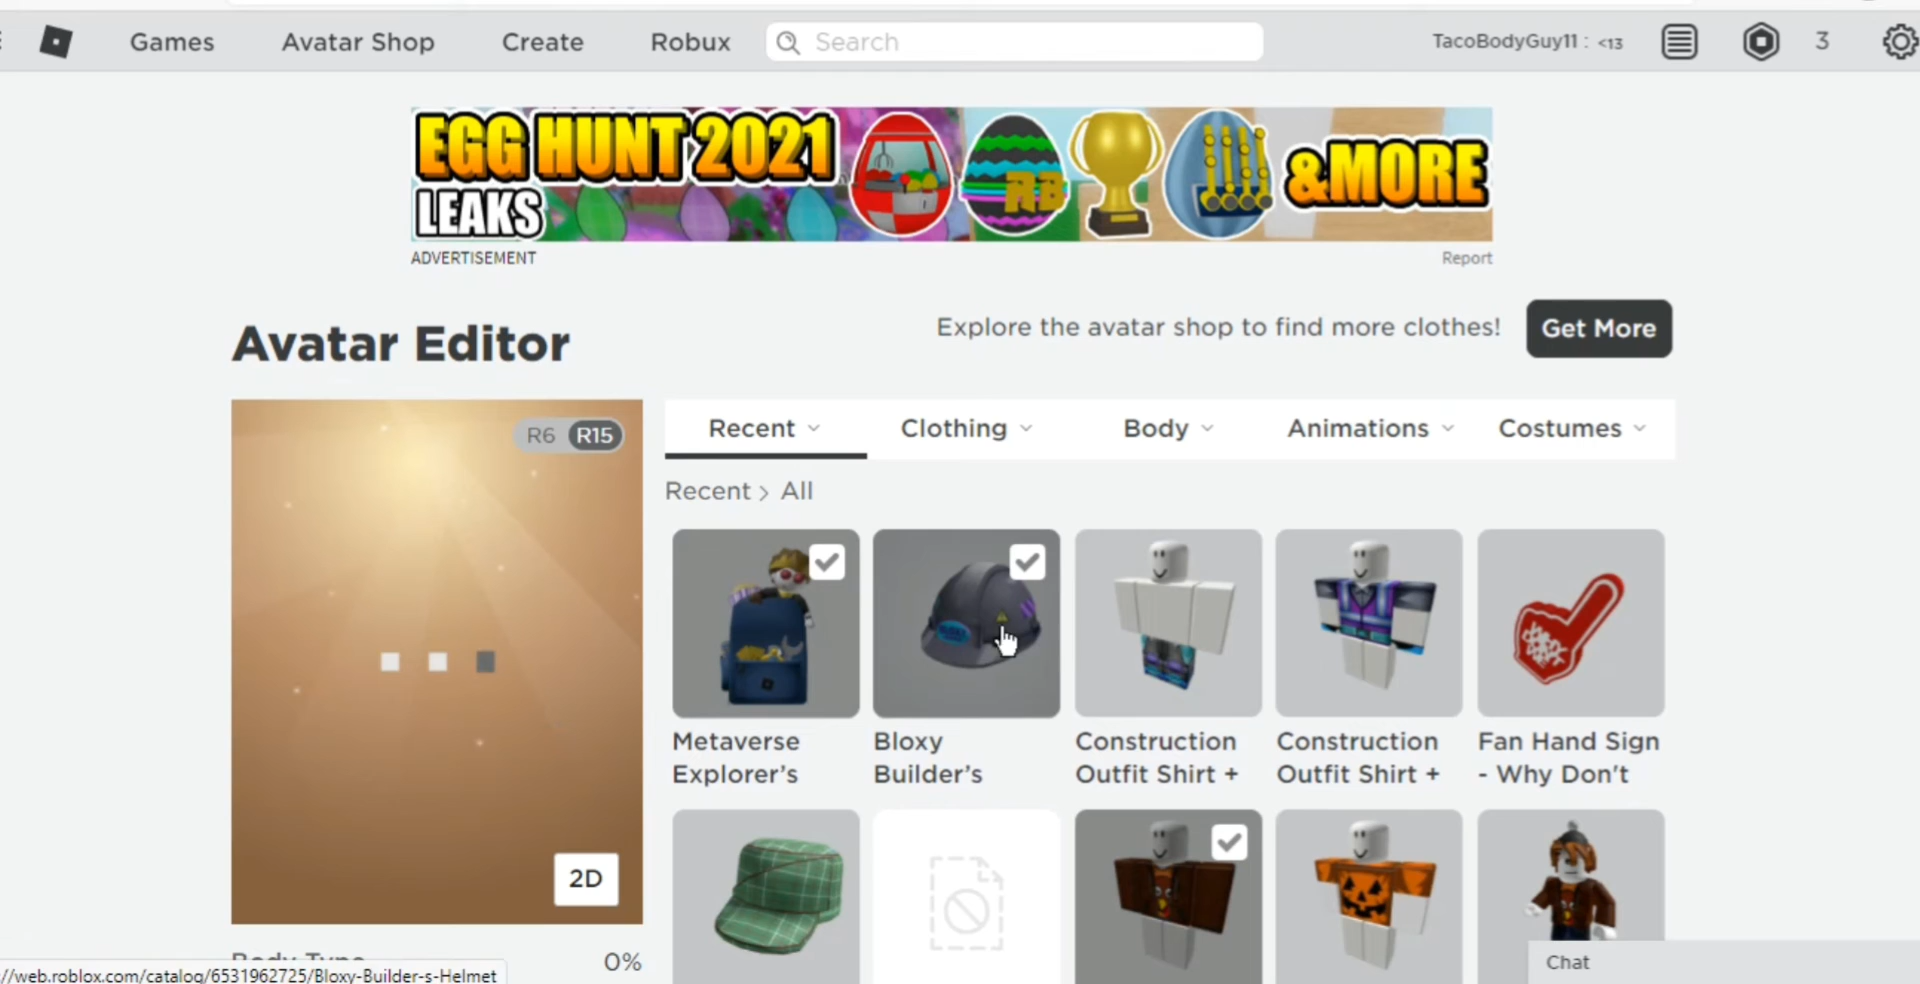 Games Avatar Shop Create Robux Search TacoBodyGuy11 : <13 3
EGG HUNT 2021
LEAKS
&MORE
RB
ADVERTISEMENT Report
Avatar Editor
Explore the avatar shop to find more clothes! Get More
R6 R15
Recent Clothing Body Animations Costumes
Recent > All
Metaverse Explorer's
Bloxy Builder's
Construction Outfit Shirt +
Construction Outfit Shirt +
Fan Hand Sign - Why Don't
2D
Body Type 0%
//web.roblox.com/catalog/6531962725/Bloxy-Builder-s-Helmet
Chat